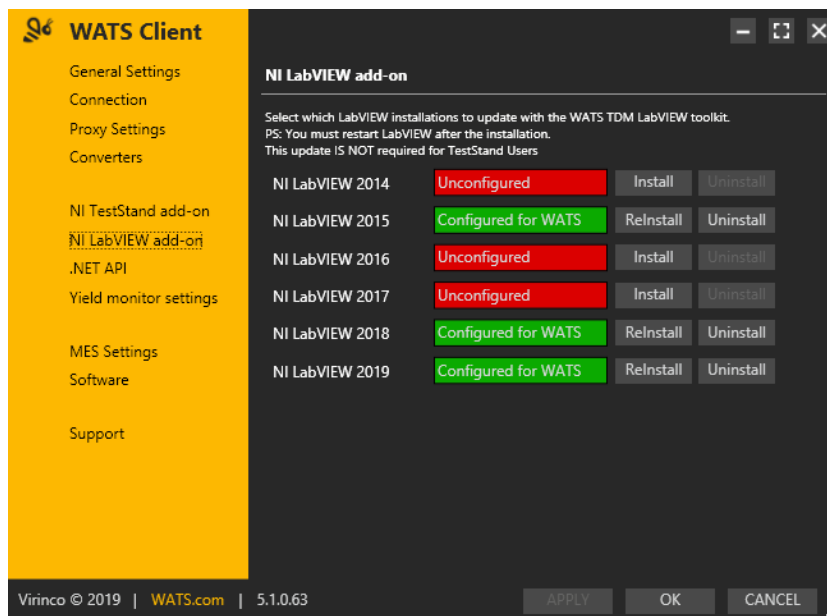 WATS Client
General Settings
Connection
Proxy Settings
Converters
NI TestStand add-on
NI LabVIEW add-on
.NET API
Yield monitor settings
MES Settings
Software
Support
NI LabVIEW add-on
Select which LabVIEW installations to update with the WATS TDM LabVIEW toolkit.
PS: You must restart LabVIEW after the installation.
This update IS NOT required for TestStand Users
NI LabVIEW 2014 Unconfigured Install Uninstall
NI LabVIEW 2015 Configured for WATS ReInstall Uninstall
NI LabVIEW 2016 Unconfigured Install Uninstall
NI LabVIEW 2017 Unconfigured Install Uninstall
NI LabVIEW 2018 Configured for WATS ReInstall Uninstall
NI LabVIEW 2019 Configured for WATS ReInstall Uninstall
Virinco © 2019 | WATS.com | 5.1.0.63 APPLY OK CANCEL